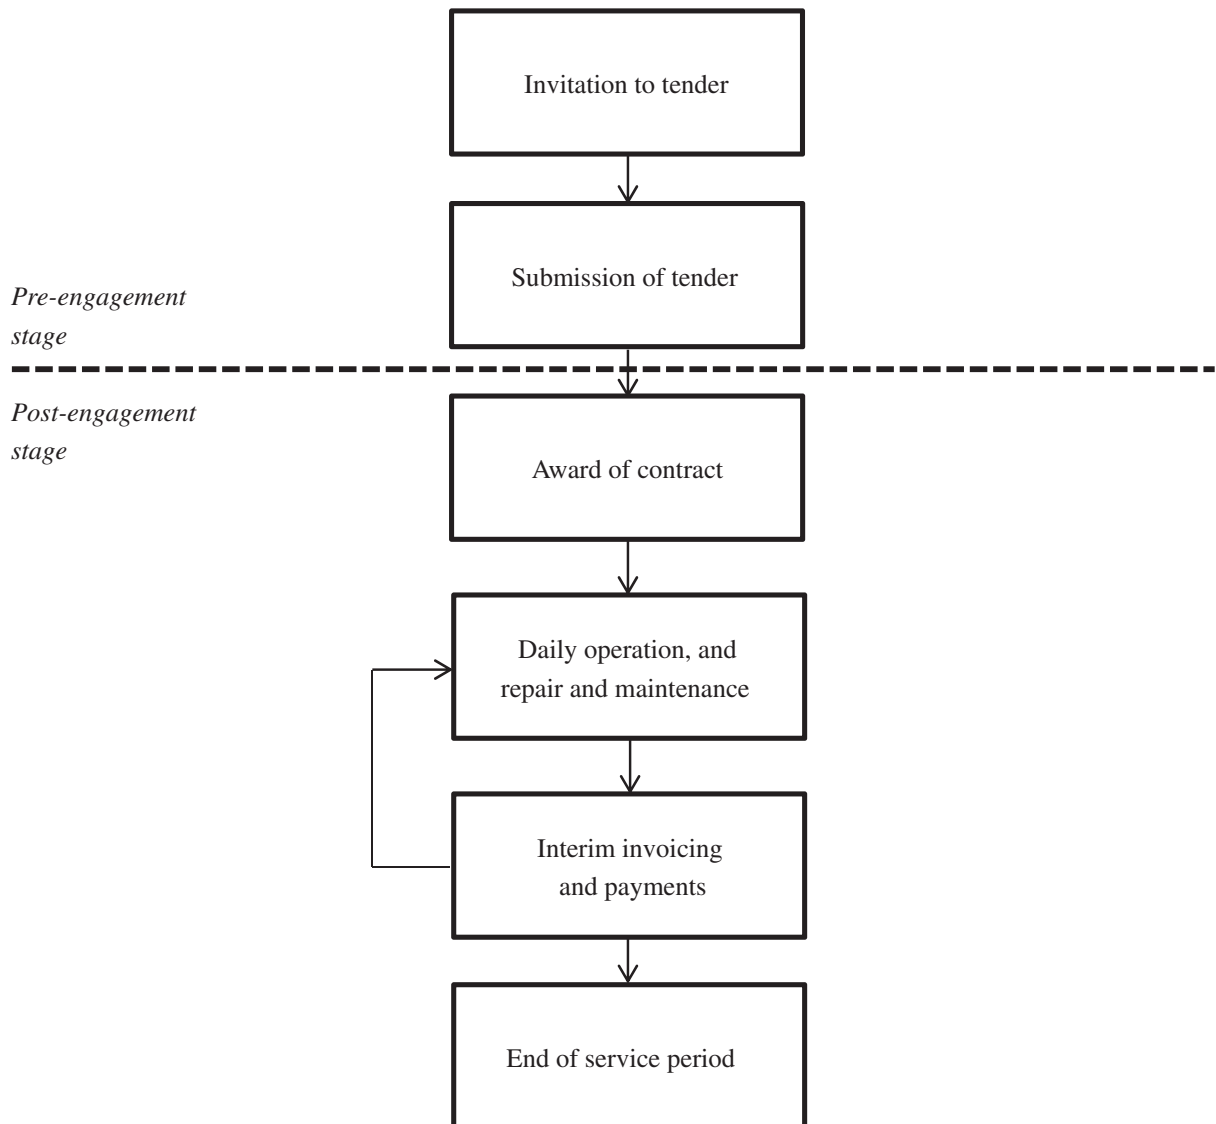 Invitation to tender
Submission of tender
Pre-engagement
stage
Post-engagement
stage
Award of contract
Daily operation, and
repair and maintenance
Interim invoicing
and payments
End of service period